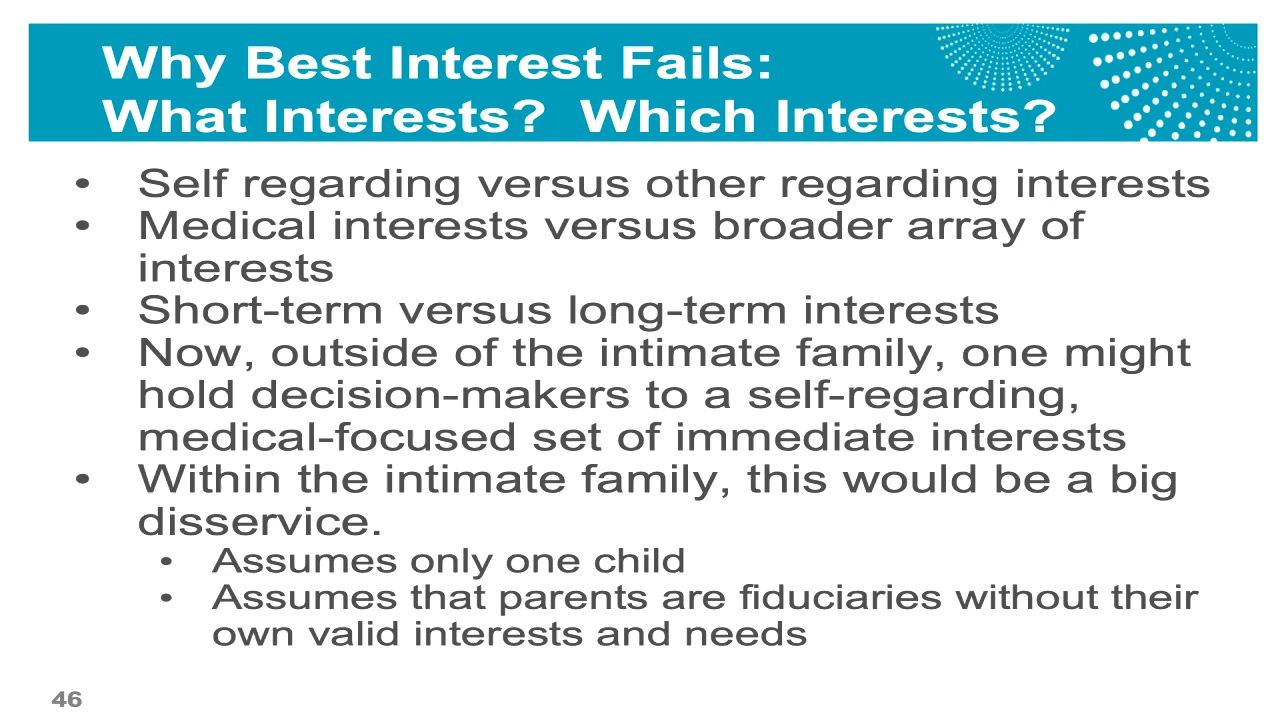 Why Best Interest Fails:
What Interests?  Which Interests?
• Self regarding versus other regarding interests
• Medical interests versus broader array of
interests
• Short-term versus long-term interests
• Now, outside of the intimate family, one might
hold decision-makers to a self-regarding,
medical-focused set of immediate interests
• Within the intimate family, this would be a big
disservice.
• Assumes only one child
• Assumes that parents are fiduciaries without their
own valid interests and needs
46